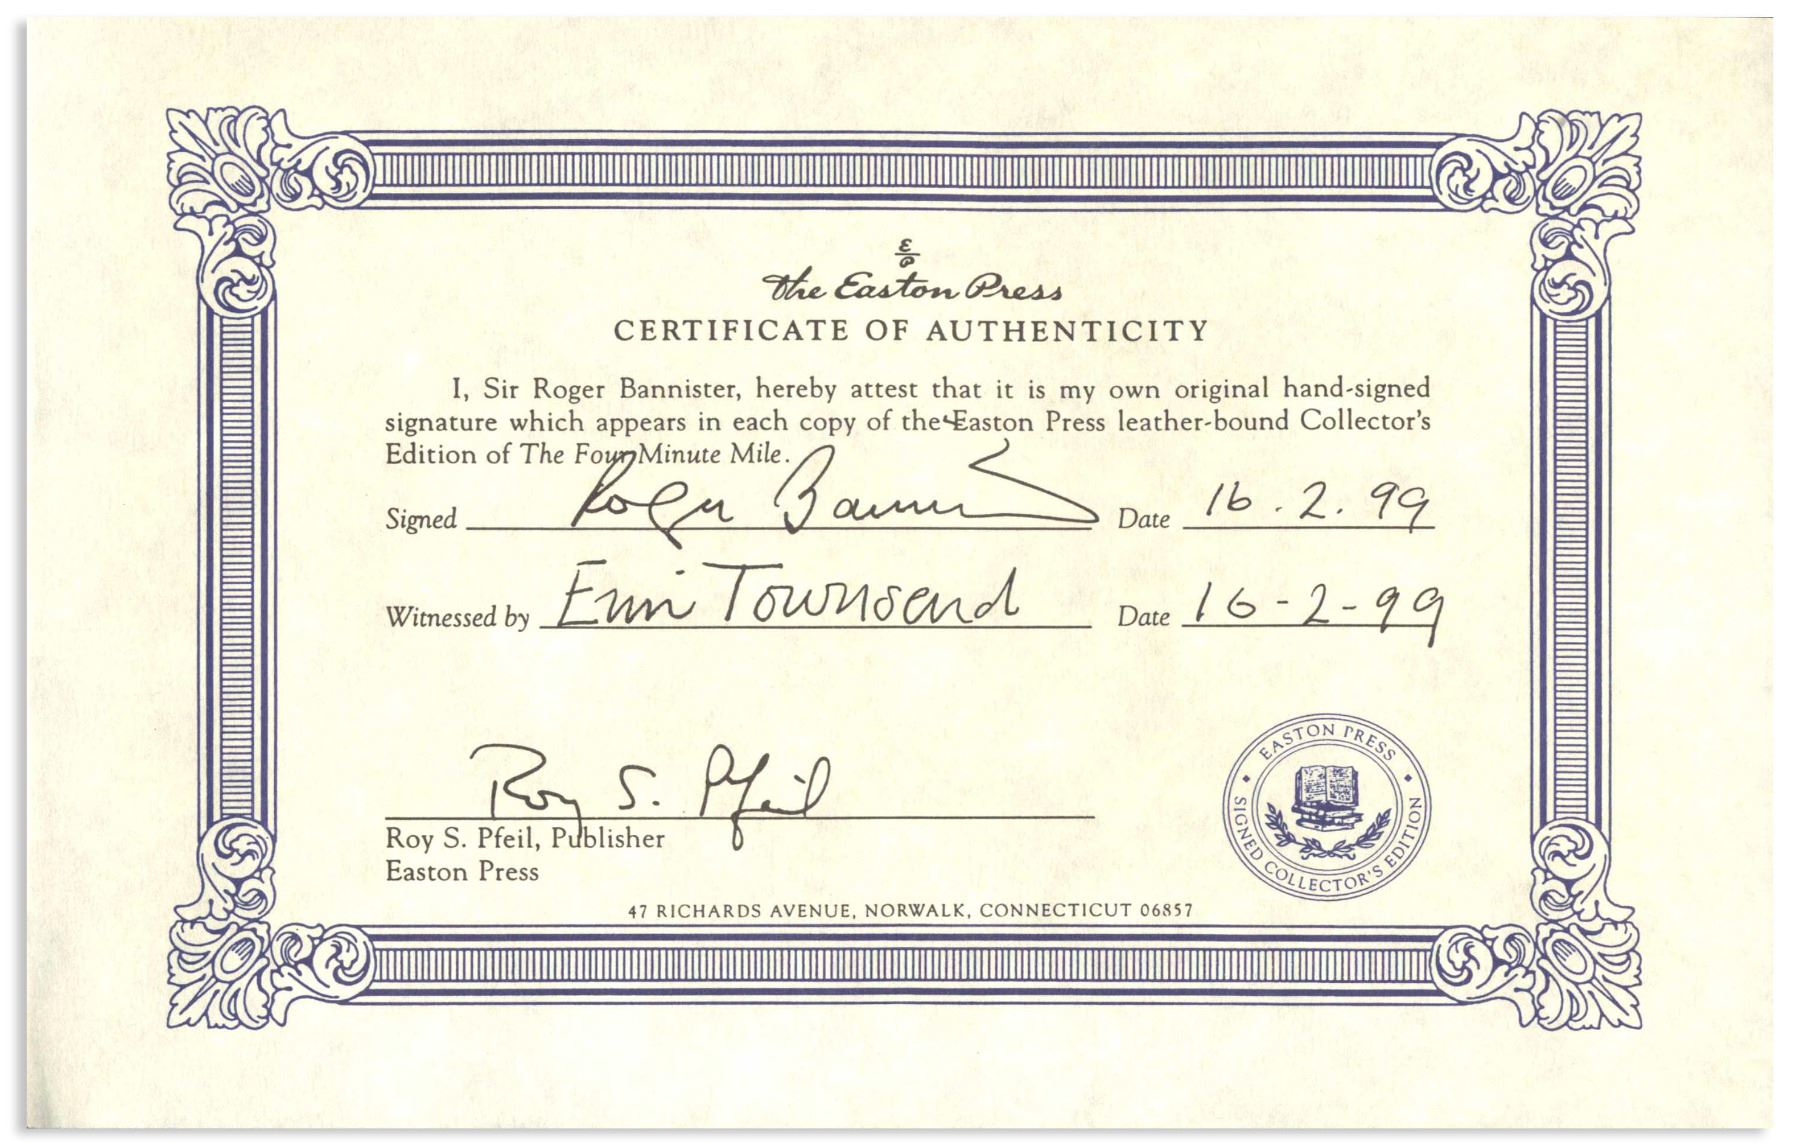 E
P
The Easton Press
CERTIFICATE OF AUTHENTICITY
I, Sir Roger Bannister, hereby attest that it is my own original hand-signed
signature which appears in each copy of the Easton Press leather-bound Collector's
Edition of The Four Minute Mile.
Signed Roger Bannister Date 16.2.99
Witnessed by Townsend Date 16-2-99
Roy S. Pfeil
Roy S. Pfeil, Publisher
Easton Press
EASTON PRESS
SIGNED COLLECTOR'S EDITION
47 RICHARDS AVENUE, NORWALK, CONNECTICUT 06857